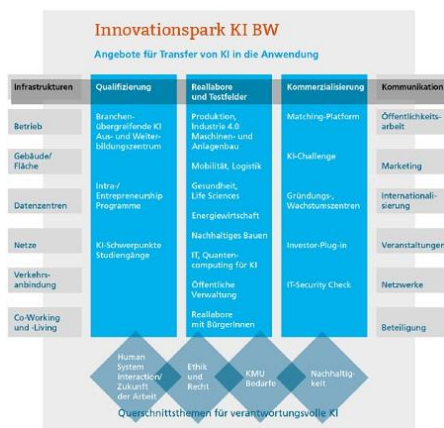 Innovationspark KI BW
Angebote für Transfer von KI in die Anwendung
Infrastrukturen
Betrieb
Gebäude/
Fläche
Datenzentren
Netze
Verkehrs-
anbindung
Co-Working
und -Living
Qualifizierung
Branchen-
übergreifende KI
Aus- und Weiter-
bildungszentrum
Intra-/
Entrepreneurship
Programme
KI-Schwerpunkte
Studiengänge
Reallabore
und Testfelder
Produktion,
Industrie 4.0
Maschinen- und
Anlagenbau
Mobilität, Logistik
Gesundheit,
Life Sciences
Energiewirtschaft
Nachhaltiges Bauen
IT, Quanten-
computing für KI
Öffentliche
Verwaltung
Reallabore
mit BürgerInnen
Kommerzialisierung
Matching-Platform
KI-Challenge
Gründungs-,
Wachstumszentren
Investor-Plug-in
IT-Security Check
Kommunikation
Öffentlichkeits-
arbeit
Marketing
Internationali-
sierung
Veranstaltungen
Netzwerke
Beteiligung
Human
System
Interaction/
Zukunft
der Arbeit
Ethik
und
Recht
KMU
Bedarfe
Nachhaltig-
keit
Querschnittsthemen für verantwortungsvolle KI